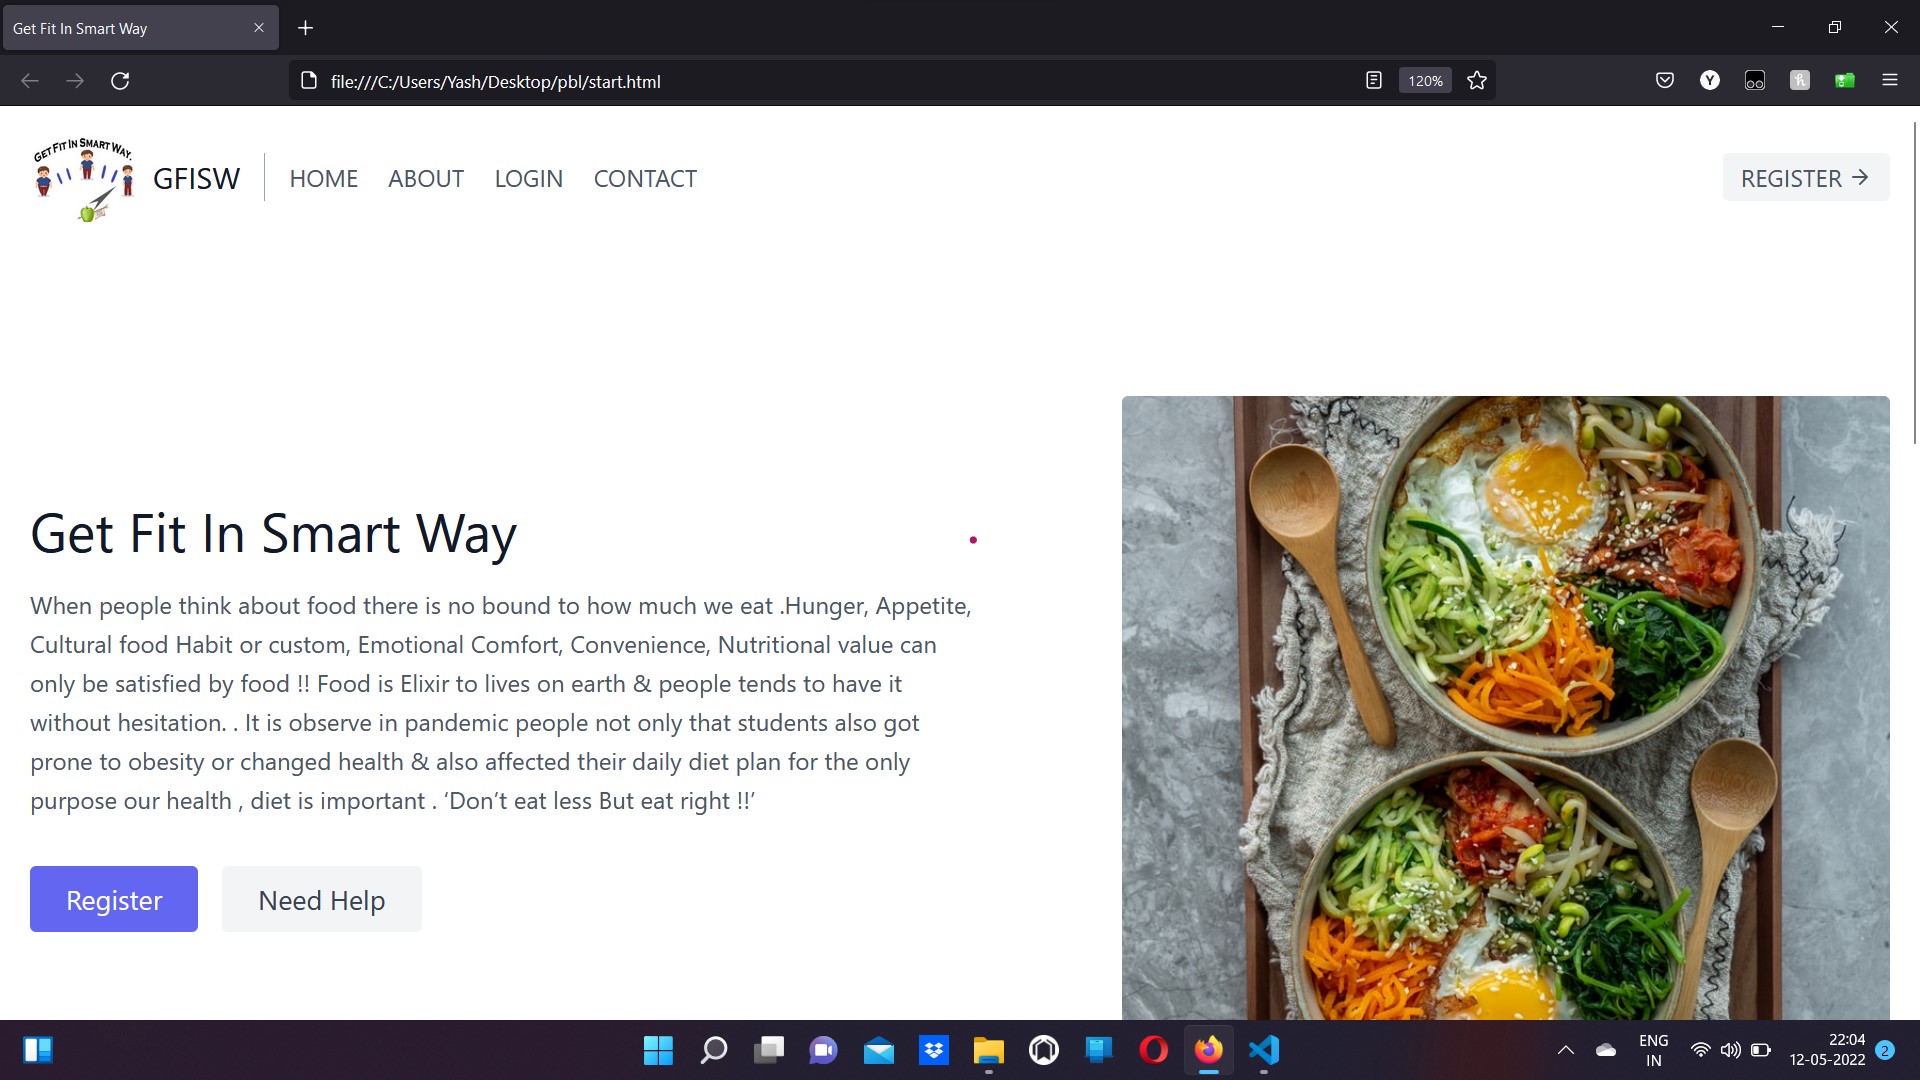 Get Fit In Smart Way
file:///C:/Users/Yash/Desktop/pbl/start.html
120%
Y
GET FIT IN SMART WAY.
GFISW
HOME
ABOUT
LOGIN
CONTACT
REGISTER →
Get Fit In Smart Way
When people think about food there is no bound to how much we eat .Hunger, Appetite,
Cultural food Habit or custom, Emotional Comfort, Convenience, Nutritional value can
only be satisfied by food !! Food is Elixir to lives on earth & people tends to have it
without hesitation. . It is observe in pandemic people not only that students also got
prone to obesity or changed health & also affected their daily diet plan for the only
purpose our health , diet is important . ‘Don’t eat less But eat right !!’
Register
Need Help
ENG
IN
22:04
12-05-2022
2